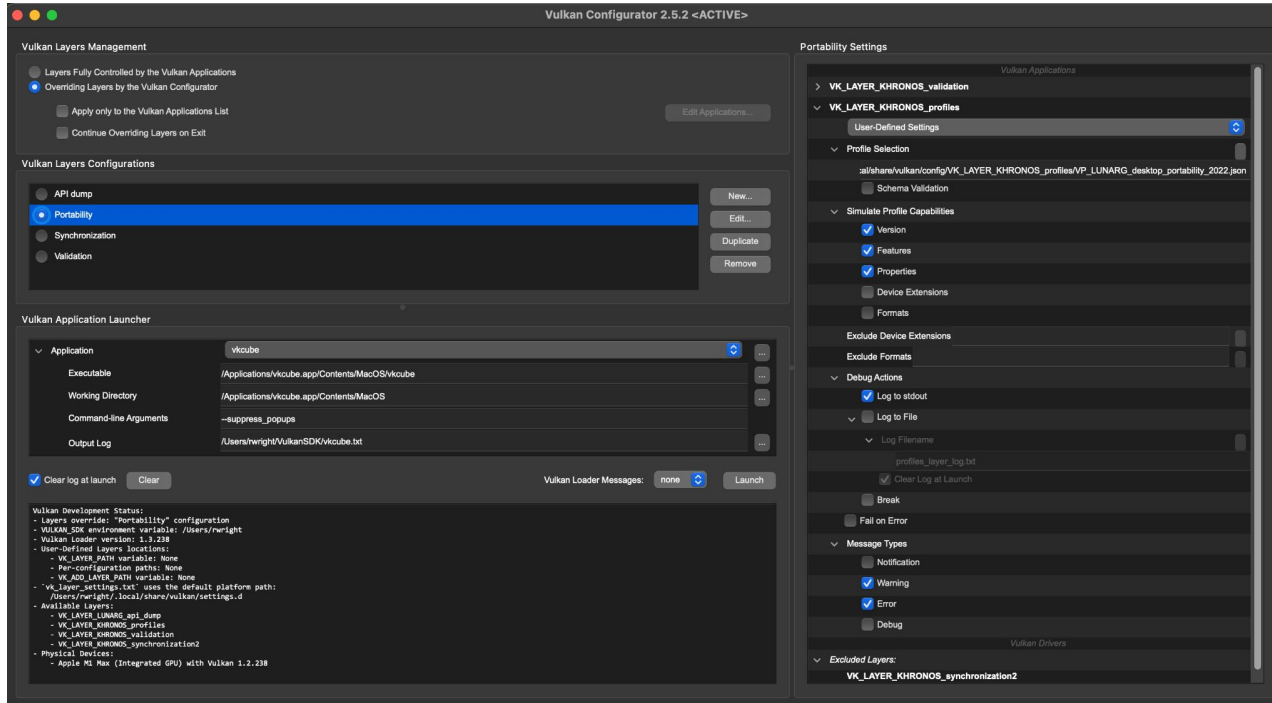 Vulkan Configurator 2.5.2 <ACTIVE>
Vulkan Layers Management
Layers Fully Controlled by the Vulkan Applications
Overriding Layers by the Vulkan Configurator
Apply only to the Vulkan Applications List
Edit Applications...
Continue Overriding Layers on Exit
Vulkan Layers Configurations
API dump
Portability
Synchronization
Validation
New...
Edit...
Duplicate
Remove
Vulkan Application Launcher
Application
vkcube
...
Executable
/Applications/vkcube.app/Contents/MacOS/vkcube
...
Working Directory
/Applications/vkcube.app/Contents/MacOS
...
Command-line Arguments
--suppress_popups
Output Log
/Users/rwright/VulkanSDK/vkcube.txt
...
Clear log at launch
Clear
Vulkan Loader Messages:
none
Launch
Vulkan Development Status:
- Layers override: "Portability" configuration
- VULKAN_SDK environment variable: /Users/rwright
- Vulkan Loader version: 1.3.238
- User-Defined Layers locations:
- VK_LAYER_PATH variable: None
- Per-configuration paths: None
- VK_ADD_LAYER_PATH variable: None
- `vk_layer_settings.txt` uses the default platform path:
/Users/rwright/.local/share/vulkan/settings.d
- Available Layers:
- VK_LAYER_LUNARG_api_dump
- VK_LAYER_KHRONOS_profiles
- VK_LAYER_KHRONOS_validation
- VK_LAYER_KHRONOS_synchronization2
- Physical Devices:
- Apple M1 Max (Integrated GPU) with Vulkan 1.2.238
Portability Settings
Vulkan Applications
VK_LAYER_KHRONOS_validation
VK_LAYER_KHRONOS_profiles
User-Defined Settings
Profile Selection
:al/share/vulkan/config/VK_LAYER_KHRONOS_profiles/VP_LUNARG_desktop_portability_2022.json
Schema Validation
Simulate Profile Capabilities
Version
Features
Properties
Device Extensions
Formats
Exclude Device Extensions
Exclude Formats
Debug Actions
Log to stdout
Log to File
Log Filename
profiles_layer_log.txt
Clear Log at Launch
Break
Fail on Error
Message Types
Notification
Warning
Error
Debug
Vulkan Drivers
Excluded Layers:
VK_LAYER_KHRONOS_synchronization2